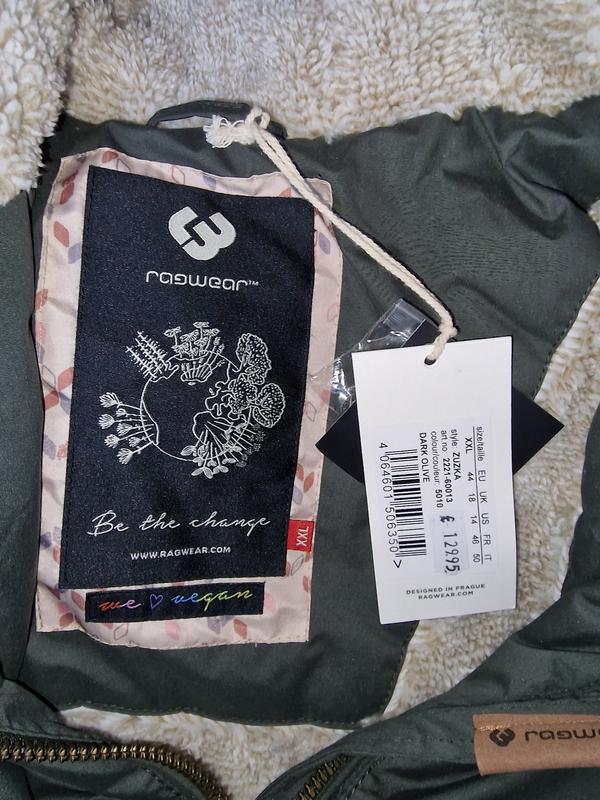 ragwear™
Be the change
WWW.RAGWEAR.COM
XXL
we ♡ vegan
size/taille EU UK US FR IT
XXL 44 18 14 46 50
style: ZUZKA
art.no: 2221-60013
colour/couleur: 5010
DARK OLIVE
€ 129.95
4 064601 506350 >
DESIGNED IN PRAGUE
RAGWEAR.COM
ragwea